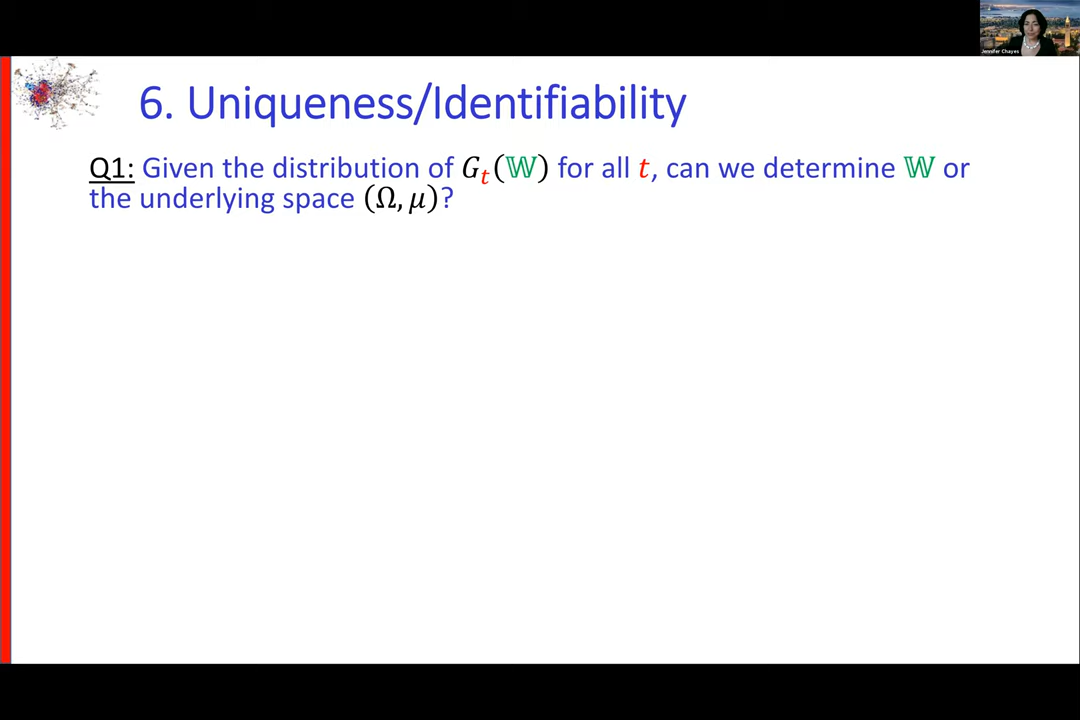 Jennifer Chayes
6. Uniqueness/Identifiability
Q1: Given the distribution of G_t(𝕎) for all t, can we determine 𝕎 or
the underlying space (Ω, μ)?